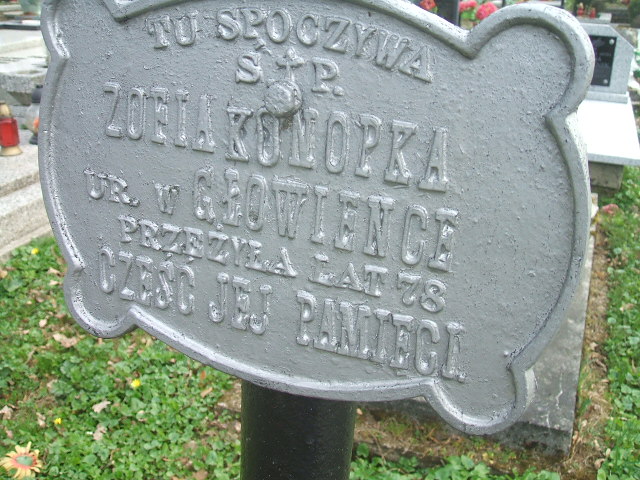 TU SPOCZYWA
Ś. † P.
ZOFIA KONOPKA
UR. W GŁOWIENCE
PRZEŻYŁA LAT 78
CZEŚĆ JEJ PAMIĘCI